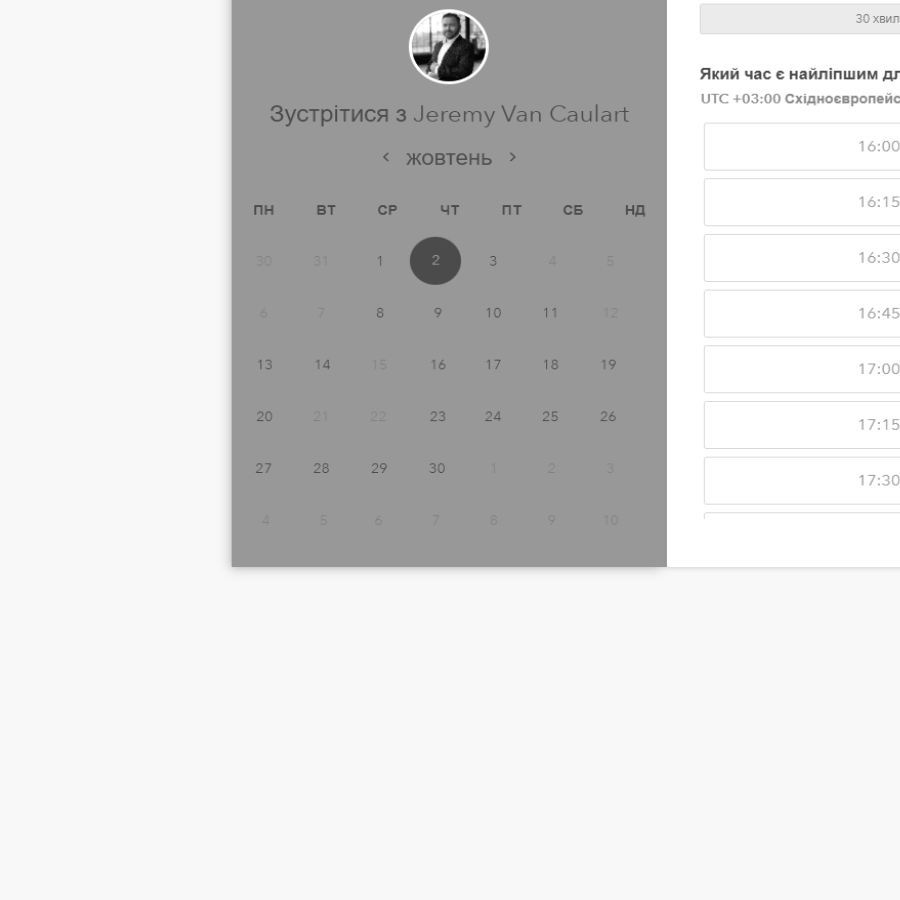 Зустрітися з Jeremy Van Caulart
< жовтень >
ПН ВТ СР ЧТ ПТ СБ НД
30 31 1 2 3 4 5
6 7 8 9 10 11 12
13 14 15 16 17 18 19
20 21 22 23 24 25 26
27 28 29 30 1 2 3
4 5 6 7 8 9 10
30 хвил
Який час є найліпшим дл
UTC +03:00 Східноєвропейс
16:00
16:15
16:30
16:45
17:00
17:15
17:30